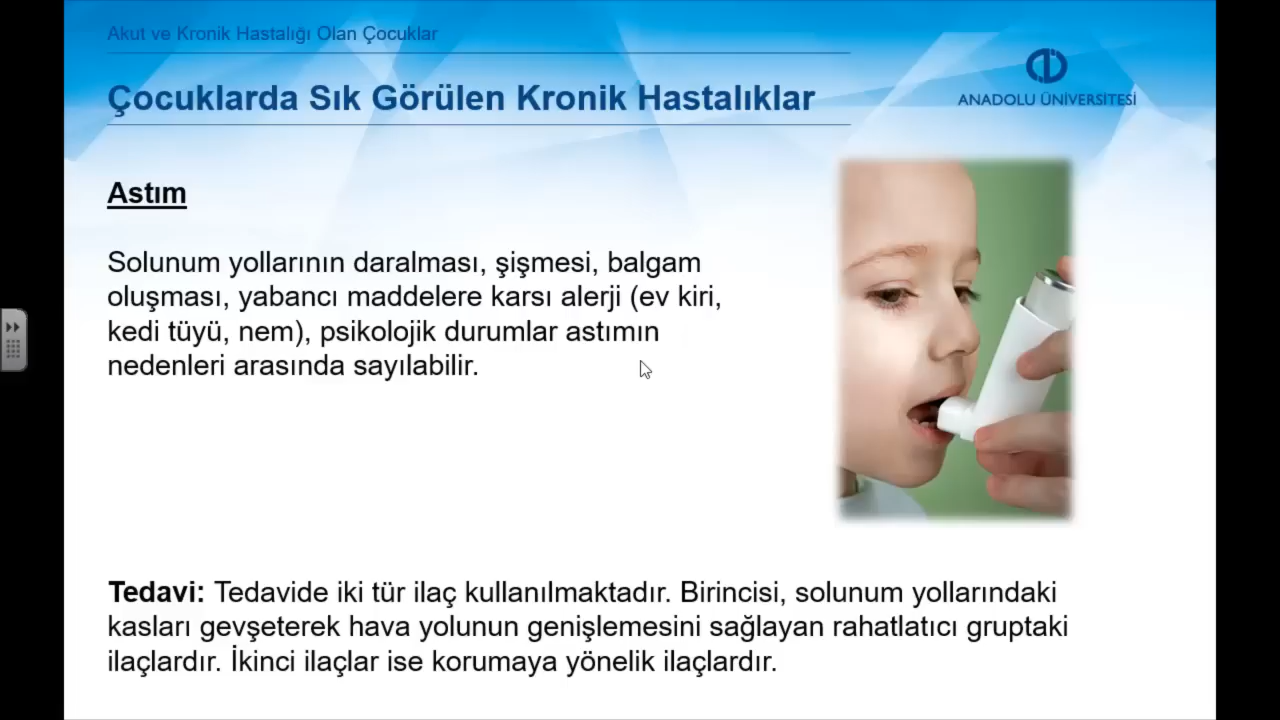 Akut ve Kronik Hastalığı Olan Çocuklar
Çocuklarda Sık Görülen Kronik Hastalıklar
ANADOLU ÜNİVERSİTESİ
Astım
Solunum yollarının daralması, şişmesi, balgam
oluşması, yabancı maddelere karsı alerji (ev kiri,
kedi tüyü, nem), psikolojik durumlar astımın
nedenleri arasında sayılabilir.
Tedavi: Tedavide iki tür ilaç kullanılmaktadır. Birincisi, solunum yollarındaki
kasları gevşeterek hava yolunun genişlemesini sağlayan rahatlatıcı gruptaki
ilaçlardır. İkinci ilaçlar ise korumaya yönelik ilaçlardır.